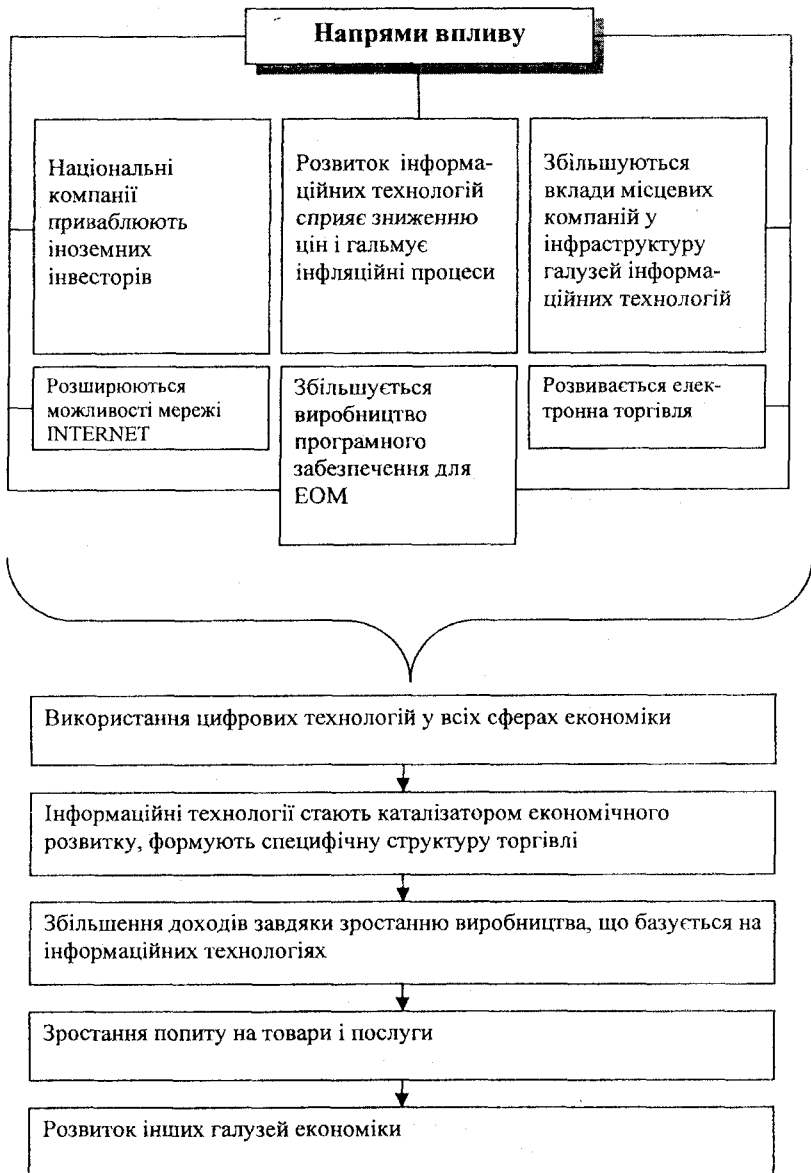 Напрями впливу
Національні
компанії
приваблюють
іноземних
інвесторів
Розвиток інформа-
ційних технологій
сприяє зниженню
цін і гальмує
інфляційні процеси
Збільшуються
вклади місцевих
компаній у
інфраструктуру
галузей інформа-
ційних технологій
Розширюються
можливості мережі
INTERNET
Збільшується
виробництво
програмного
забезпечення для
ЕОМ
Розвивається елек-
тронна торгівля
Використання цифрових технологій у всіх сферах економіки
Інформаційні технології стають каталізатором економічного
розвитку, формують специфічну структуру торгівлі
Збільшення доходів завдяки зростанню виробництва, що базується на
інформаційних технологіях
Зростання попиту на товари і послуги
Розвиток інших галузей економіки